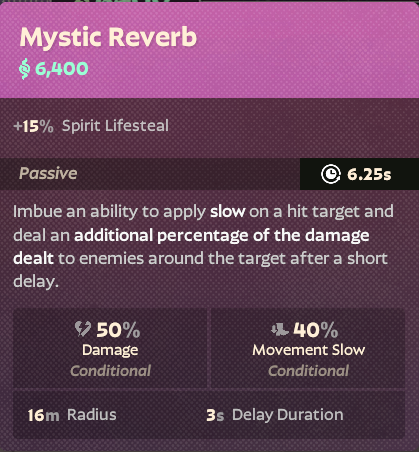 Mystic Reverb
6,400
+15% Spirit Lifesteal
Passive 6.25s
Imbue an ability to apply slow on a hit target and
deal an additional percentage of the damage
dealt to enemies around the target after a short
delay.
50% 40%
Damage Movement Slow
Conditional Conditional
16m Radius 3s Delay Duration